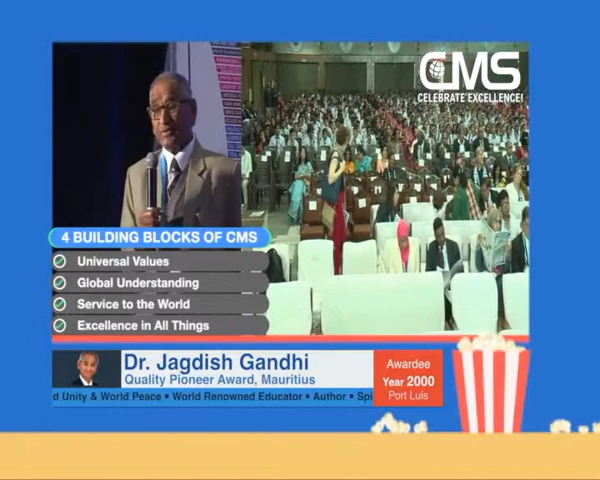 CMS
CELEBRATE EXCELLENCE!
4 BUILDING BLOCKS OF CMS
Universal Values
Global Understanding
Service to the World
Excellence in All Things
Dr. Jagdish Gandhi
Quality Pioneer Award, Mauritius
Awardee
Year 2000
Port Luis
d Unity & World Peace • World Renowned Educator • Author • Spi